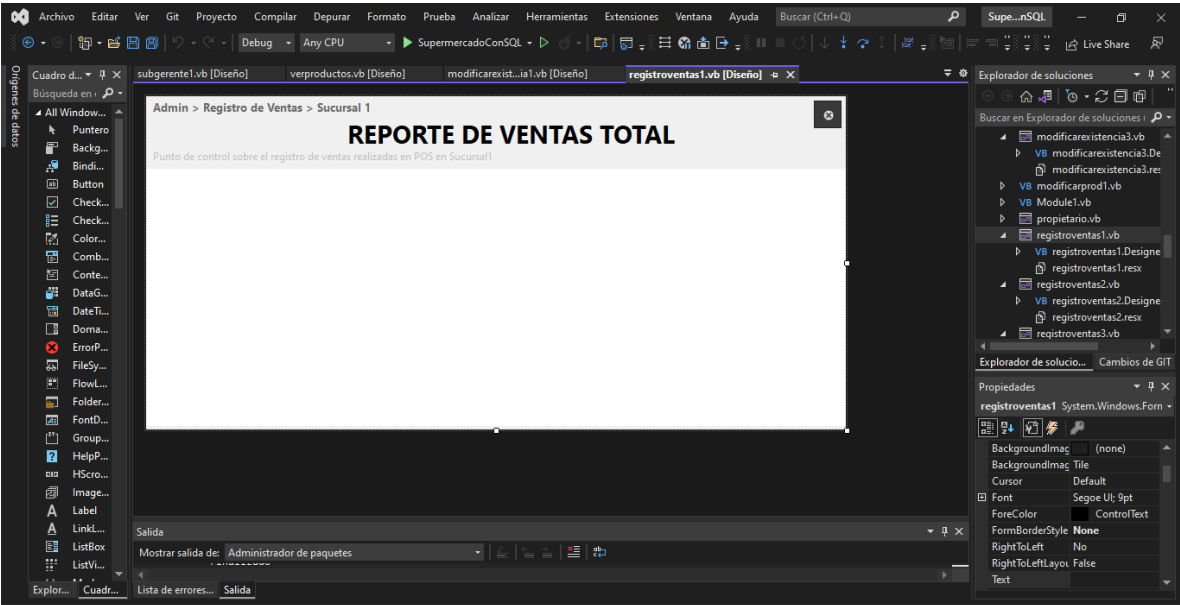 Archivo Editar Ver Git Proyecto Compilar Depurar Formato Prueba Analizar Herramientas Extensiones Ventana Ayuda Buscar (Ctrl+Q) Supe...nSQL
Debug Any CPU SupermercadoConSQL Live Share
Orígenes de datos
Cuadro d...
Búsqueda en
All Window...
Puntero
Backg...
Bindi...
Button
Check...
Check...
Color...
Comb...
Conte...
DataG...
DateTi...
Doma...
ErrorP...
FileSy...
FlowL...
Folder...
FontD...
Group...
HelpP...
HScro...
Image...
Label
LinkL...
ListBox
ListVi...
Explor... Cuadr...
subgerente1.vb [Diseño] verproductos.vb [Diseño] modificarexist...ia1.vb [Diseño] registroventas1.vb [Diseño]
Admin > Registro de Ventas > Sucursal 1
REPORTE DE VENTAS TOTAL
Punto de control sobre el registro de ventas realizadas en POS en Sucursal1
Salida
Mostrar salida de: Administrador de paquetes
Lista de errores... Salida
Explorador de soluciones
Buscar en Explorador de soluciones
modificarexistencia3.vb
VB modificarexistencia3.De
modificarexistencia3.res
VB modificarprod1.vb
VB Module1.vb
propietario.vb
registroventas1.vb
VB registroventas1.Designe
registroventas1.resx
registroventas2.vb
VB registroventas2.Designe
registroventas2.resx
registroventas3.vb
Explorador de solucio... Cambios de GIT
Propiedades
registroventas1 System.Windows.Forn
BackgroundImag (none)
BackgroundImag Tile
Cursor Default
Font Segoe UI; 9pt
ForeColor ControlText
FormBorderStyle None
RightToLeft No
RightToLeftLayou False
Text